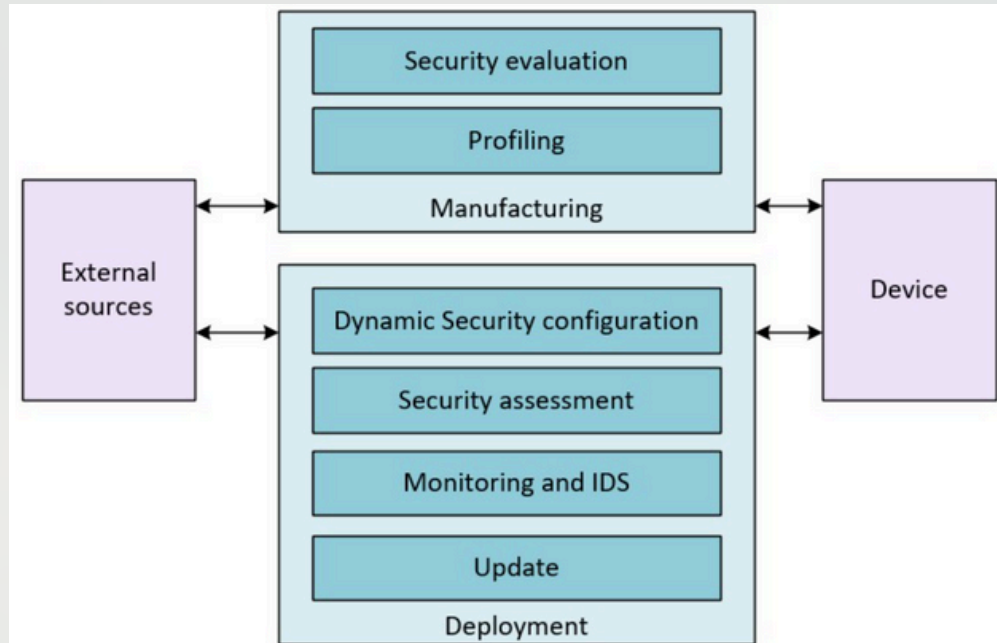 Security evaluation
Profiling
Manufacturing
External
sources
Device
Dynamic Security configuration
Security assessment
Monitoring and IDS
Update
Deployment